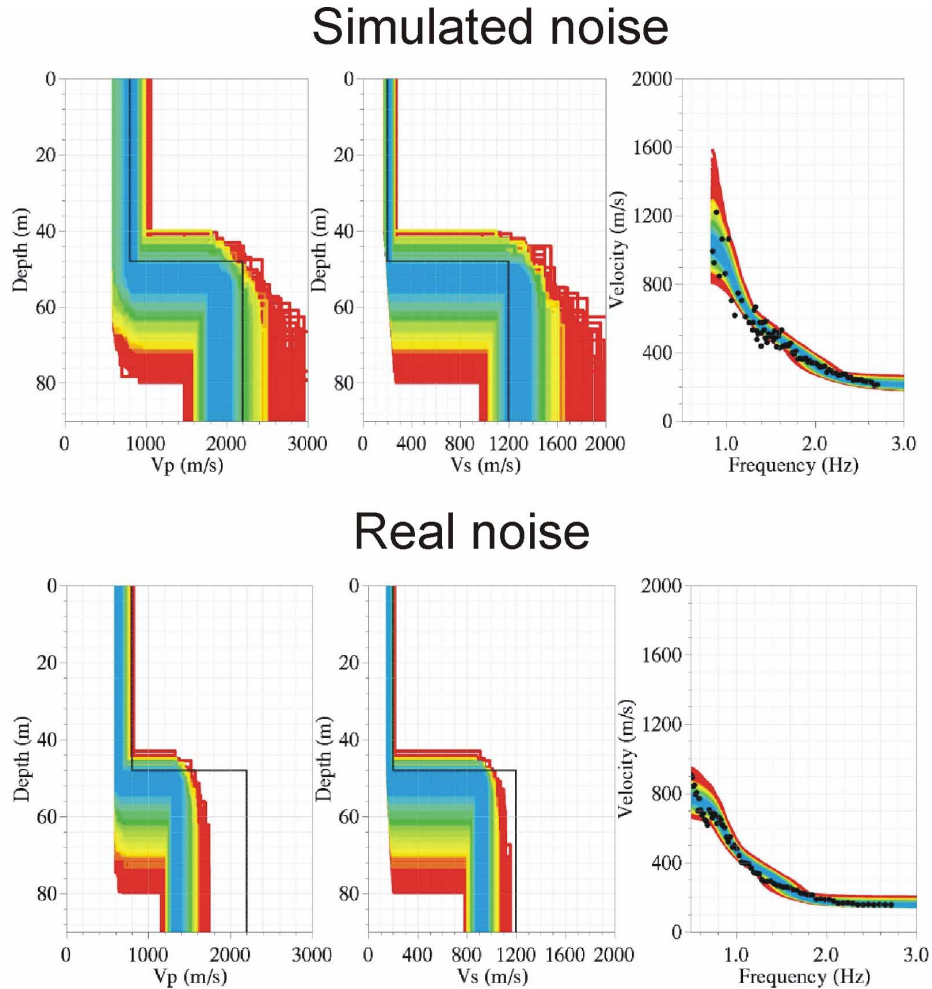 Simulated noise
0
20
40
60
80
Depth (m)
0 1000 2000 3000
Vp (m/s)
0
20
40
60
80
Depth (m)
0 400 800 1200 1600 2000
Vs (m/s)
2000
1600
1200
800
400
0
Velocity (m/s)
1.0 2.0 3.0
Frequency (Hz)
Real noise
0
20
40
60
80
Depth (m)
0 1000 2000 3000
Vp (m/s)
0
20
40
60
80
Depth (m)
0 400 800 1200 1600 2000
Vs (m/s)
2000
1600
1200
800
400
0
Velocity (m/s)
1.0 2.0 3.0
Frequency (Hz)